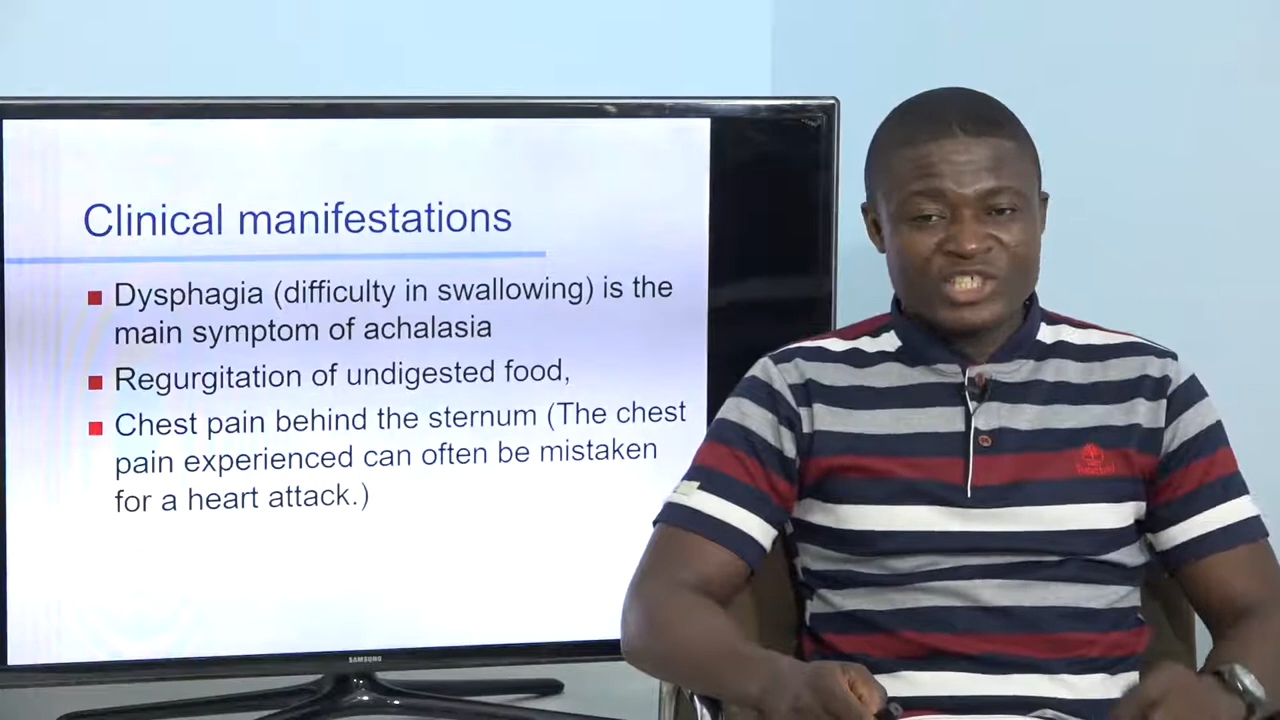 Clinical manifestations
Dysphagia (difficulty in swallowing) is the
main symptom of achalasia
Regurgitation of undigested food,
Chest pain behind the sternum (The chest
pain experienced can often be mistaken
for a heart attack.)
SAMSUNG